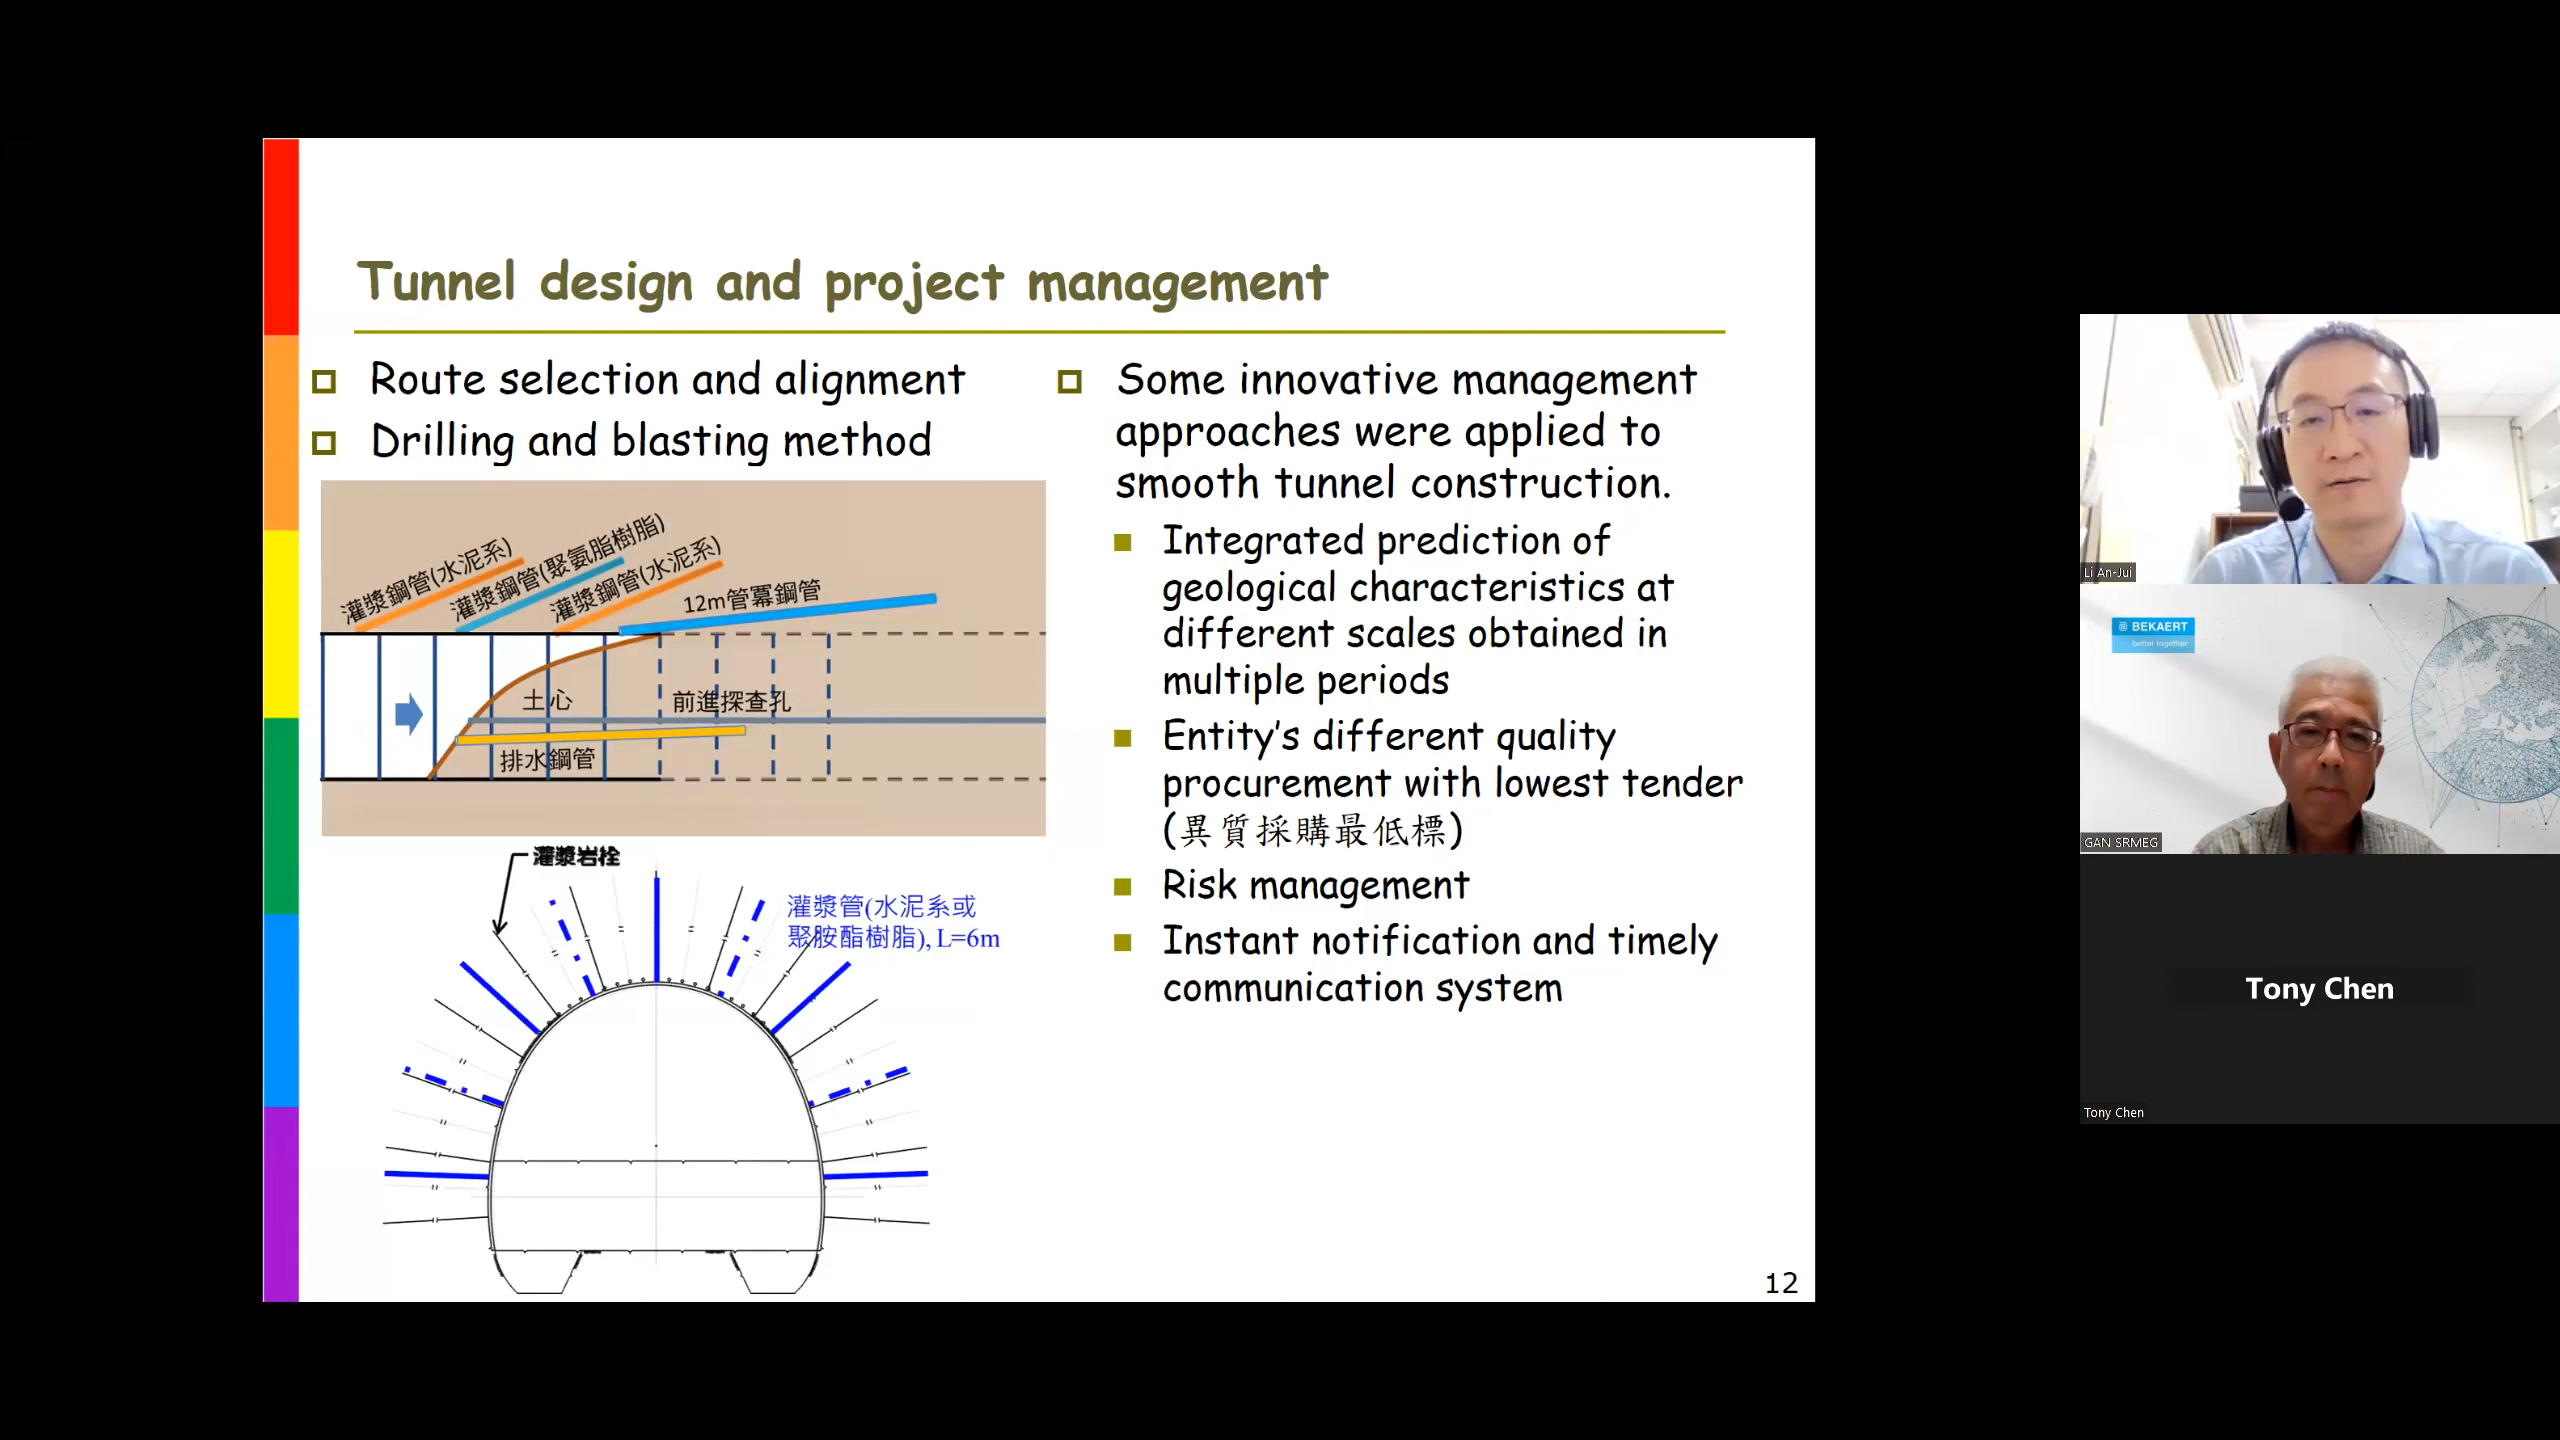 Tunnel design and project management
Route selection and alignment
Drilling and blasting method
灌漿鋼管(水泥系)
灌漿鋼管(聚氨脂樹脂)
灌漿鋼管(水泥系)
12m管冪鋼管
土心
前進探查孔
排水鋼管
灌漿岩栓
灌漿管(水泥系或
聚胺酯樹脂), L=6m
Some innovative management
approaches were applied to
smooth tunnel construction.
Integrated prediction of
geological characteristics at
different scales obtained in
multiple periods
Entity's different quality
procurement with lowest tender
(異質採購最低標)
Risk management
Instant notification and timely
communication system
12
Li An-Jui
BEKAERT
better together
GAN SRMEG
Tony Chen
Tony Chen